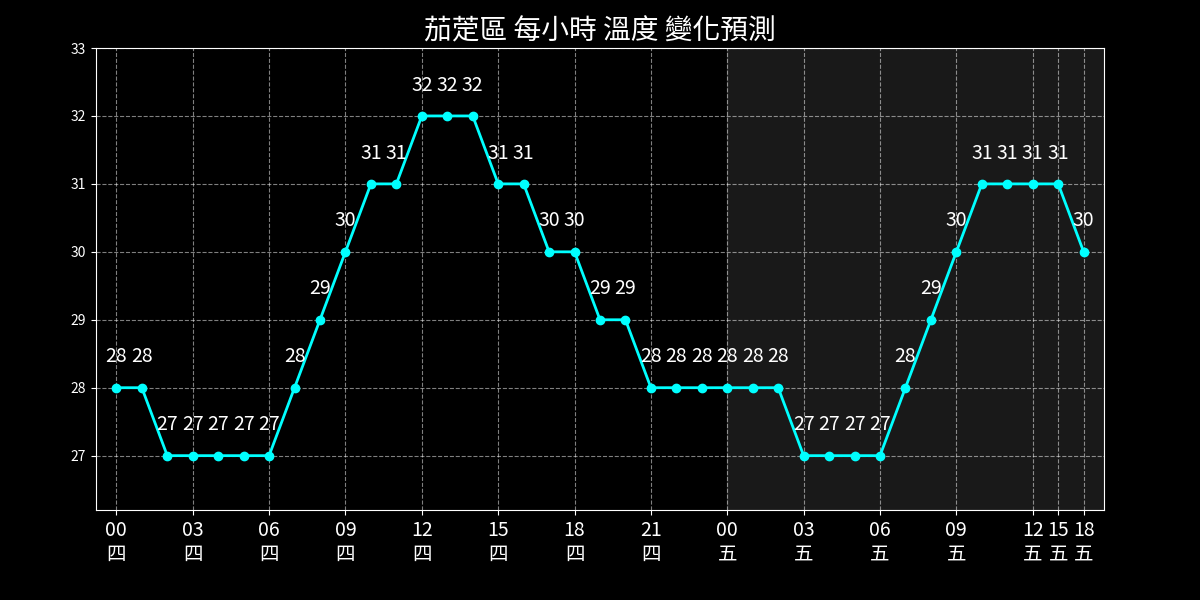 茄萣區 每小時 溫度 變化預測
33
32 32 32
32
31 31 31 31 31 31 31 31
31
30 30 30 30 30
30
29 29 29 29
29
28 28 28 28 28 28 28 28 28 28
28
27 27 27 27 27 27 27 27 27
27
00 03 06 09 12 15 18 21 00 03 06 09 12 15 18
四 四 四 四 四 四 四 四 五 五 五 五 五 五 五